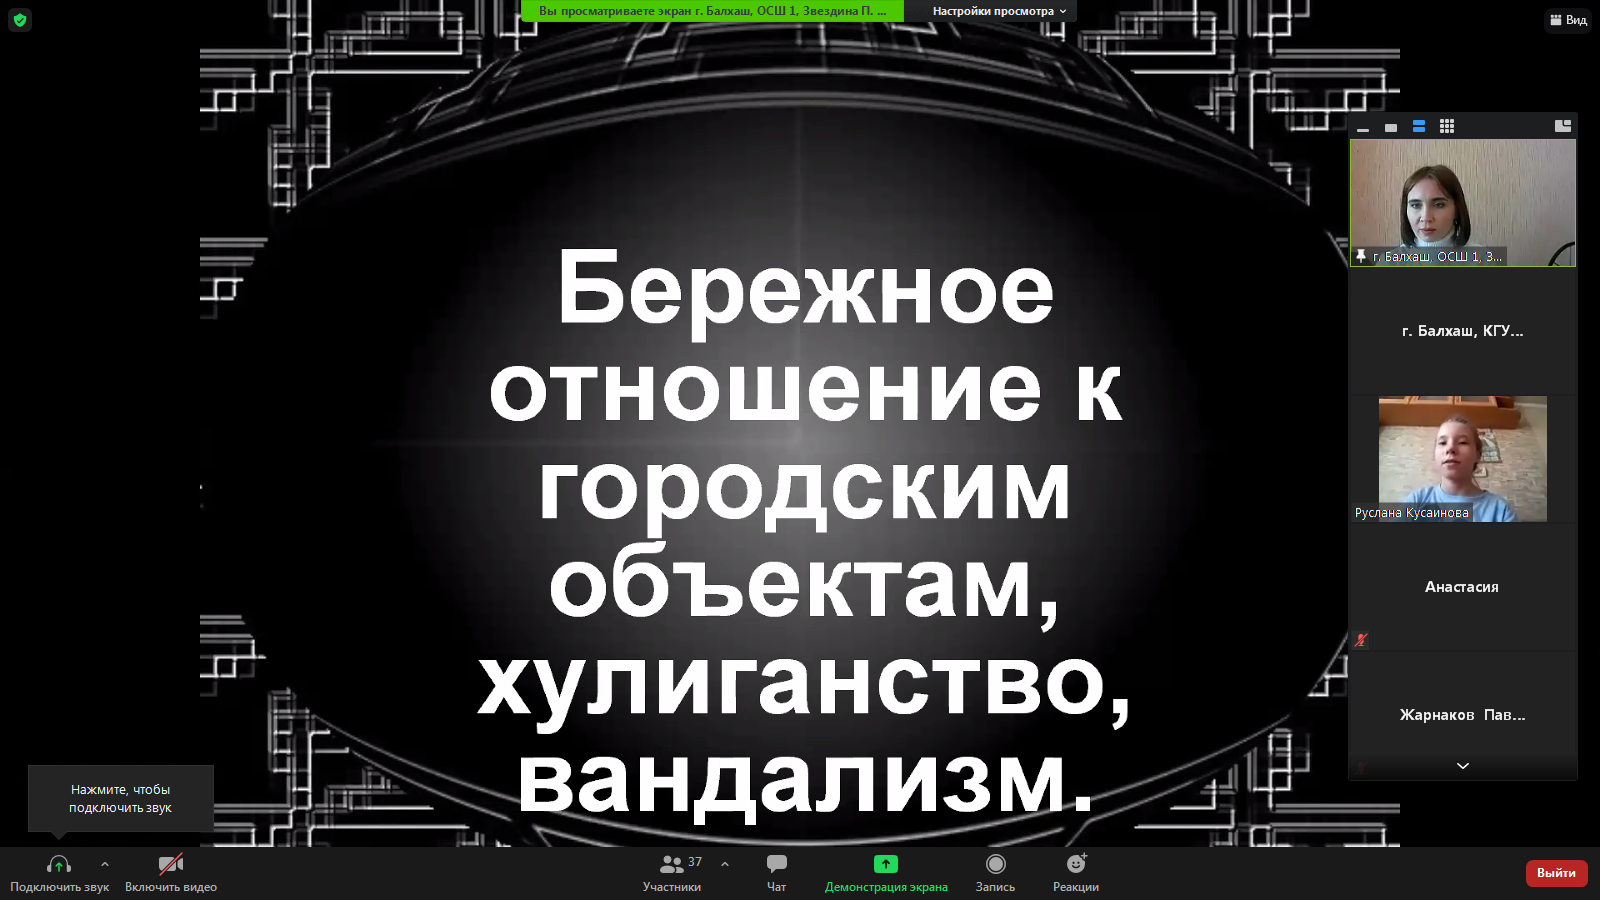 Вы просматриваете экран г. Балхаш, ОСШ 1, Звездина П. ...
Настройки просмотра
Вид
Бережное
отношение к
городским
объектам,
хулиганство,
вандализм.
г. Балхаш, ОСШ 1, З...
г. Балхаш, КГУ...
Руслана Кусаинова
Анастасия
Жарнаков Пав...
Нажмите, чтобы
подключить звук
Подключить звук
Включить видео
37
Участники
Чат
Демонстрация экрана
Запись
Реакции
Выйти